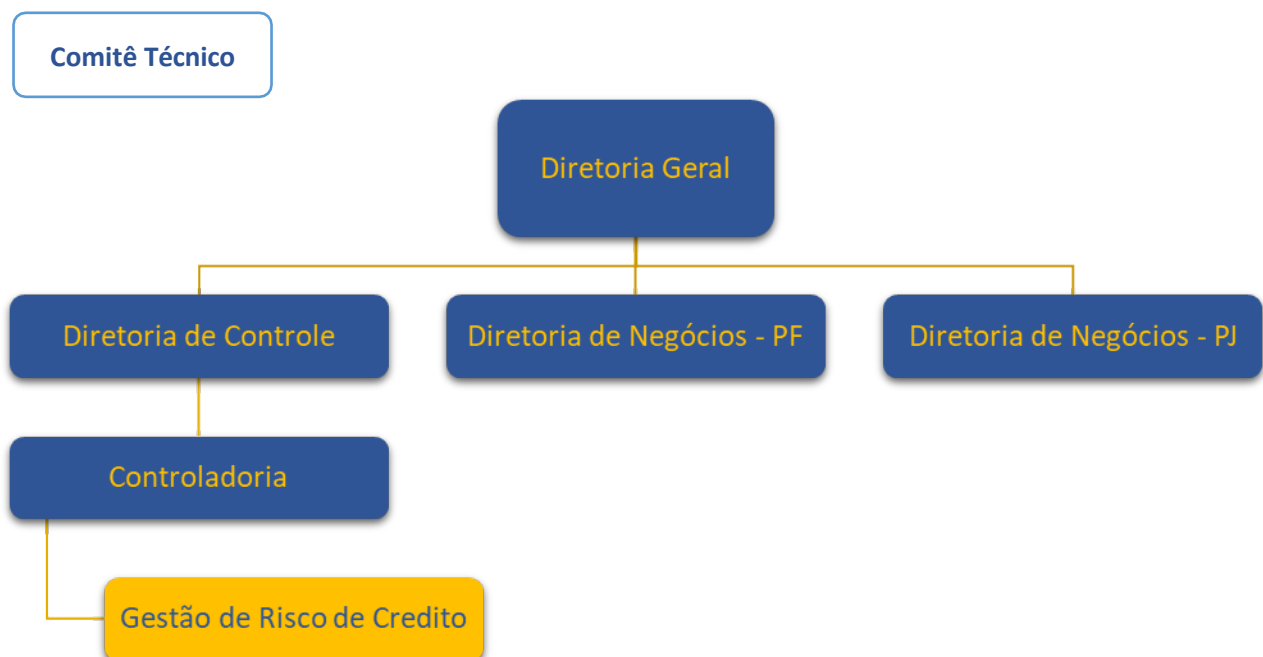 Comitê Técnico
Diretoria Geral
Diretoria de Controle
Diretoria de Negócios - PF
Diretoria de Negócios - PJ
Controladoria
Gestão de Risco de Credito